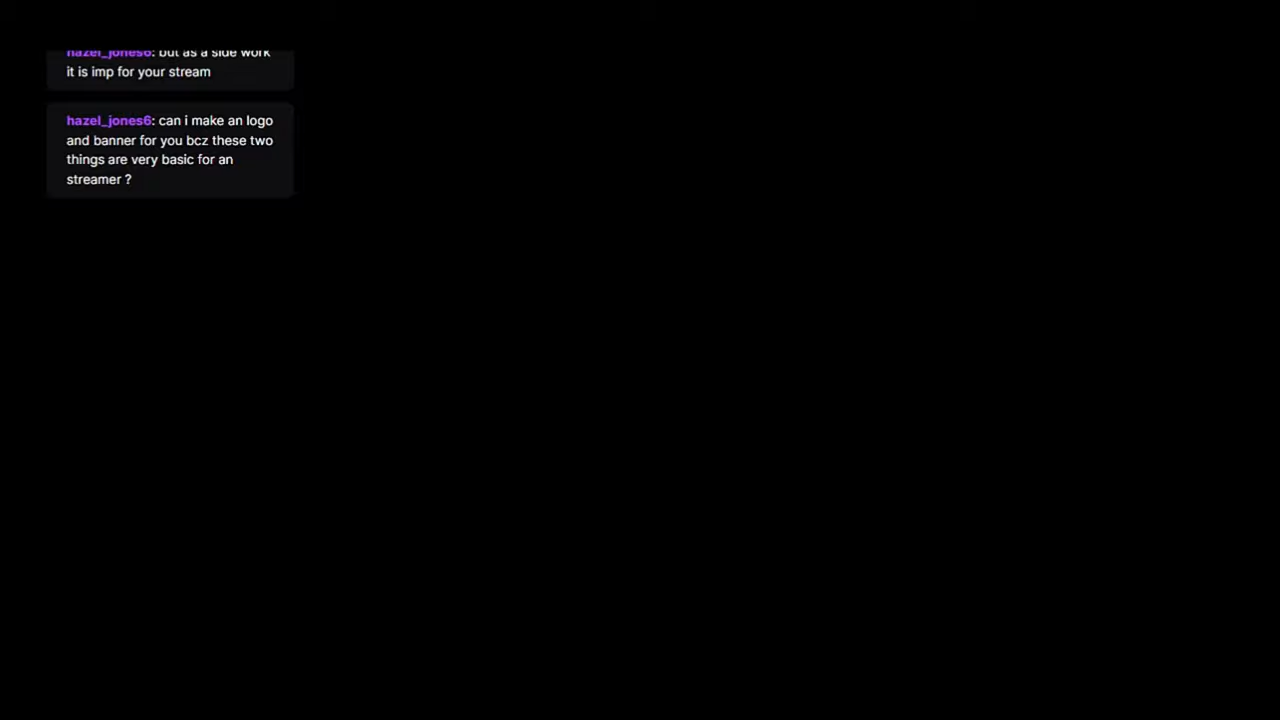 hazel_jones6: but as a side work
it is imp for your stream
hazel_jones6: can i make an logo
and banner for you bcz these two
things are very basic for an
streamer ?